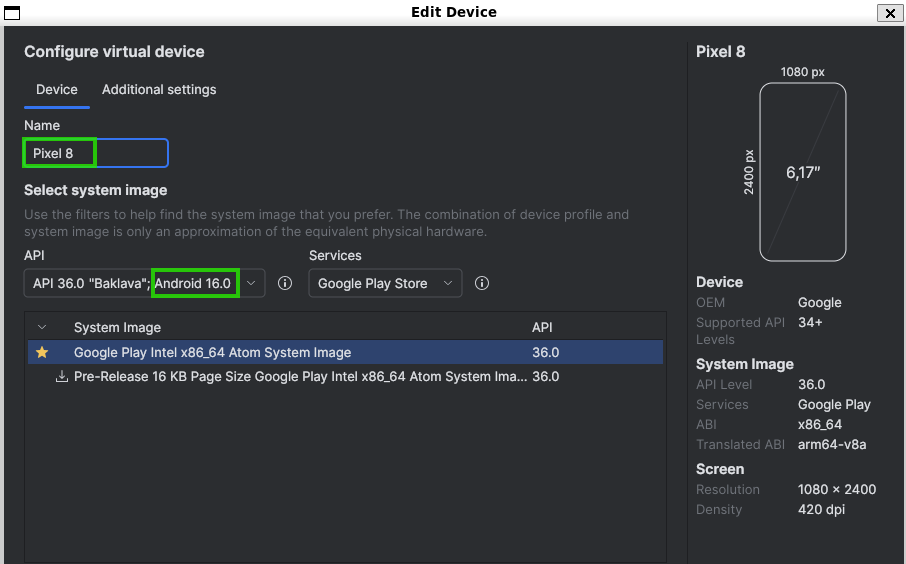 Edit Device
Configure virtual device
Device Additional settings
Name
Pixel 8
Select system image
Use the filters to help find the system image that you prefer. The combination of device profile and
system image is only an approximation of the equivalent physical hardware.
API Services
API 36.0 "Baklava"; Android 16.0 Google Play Store
System Image API
Google Play Intel x86_64 Atom System Image 36.0
Pre-Release 16 KB Page Size Google Play Intel x86_64 Atom System Ima... 36.0
Pixel 8
1080 px
2400 px
6,17″
Device
OEM Google
Supported API 34+
Levels
System Image
API Level 36.0
Services Google Play
ABI x86_64
Translated ABI arm64-v8a
Screen
Resolution 1080 × 2400
Density 420 dpi